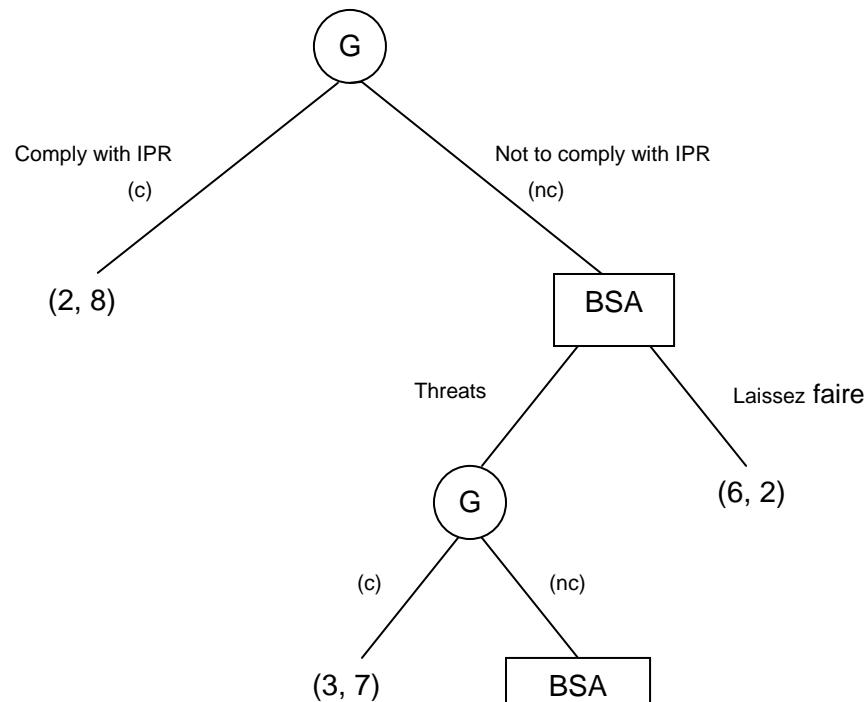 G
Comply with IPR
(c)
Not to comply with IPR
(nc)
(2, 8)
BSA
Threats
Laissez faire
G
(6, 2)
(c)
(nc)
(3, 7)
BSA